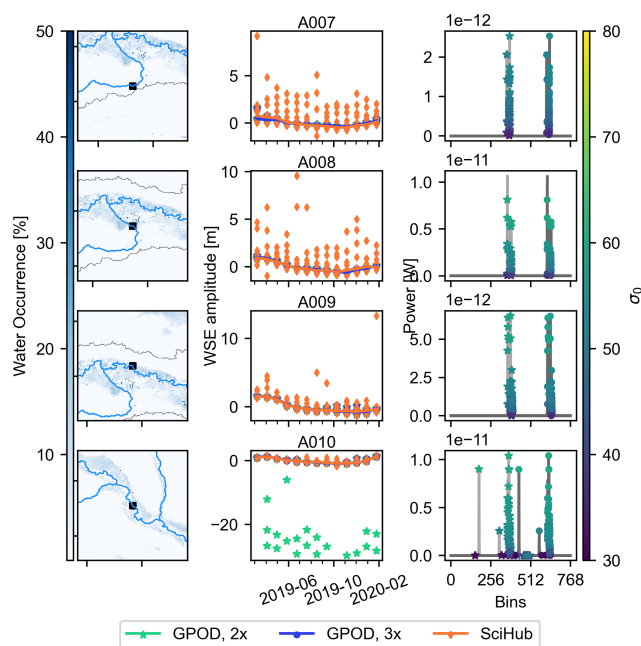 50
40
30
20
10
Water Occurrence [%]
A007
5
0
A008
10
5
0
A009
10
0
A010
0
−20
WSE amplitude [m]
2019-06
2019-10
2020-02
1e−12
2
1
0
1e−11
1.0
0.5
0.0
1e−12
5.0
2.5
0.0
1e−11
1.0
0.5
0.0
Power [W]
0 256 512 768
Bins
80
70
60
50
40
30
σ0
GPOD, 2x GPOD, 3x SciHub